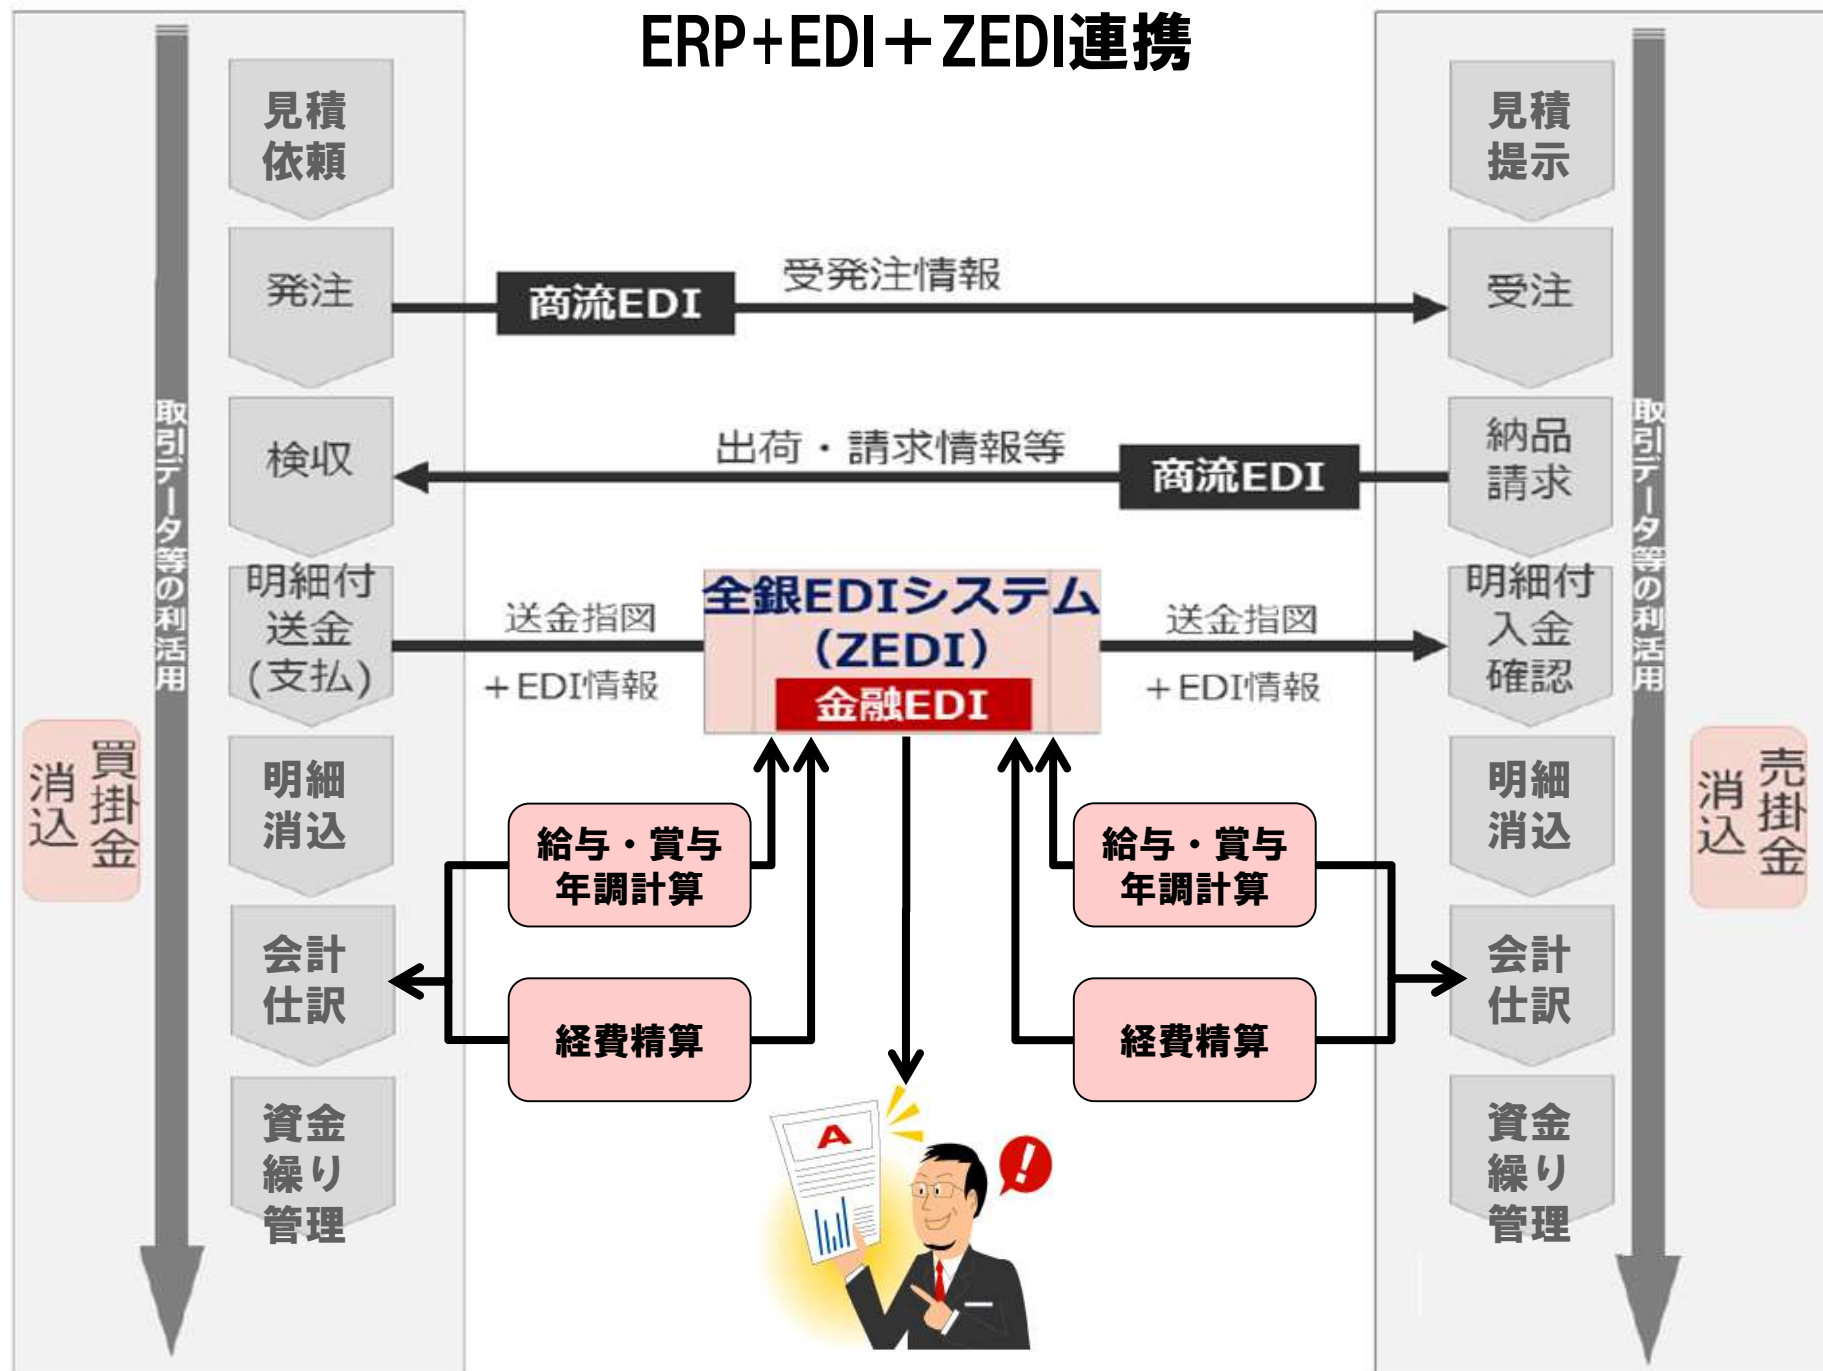 ERP+EDI＋ZEDI連携
見積
依頼
発注
検収
明細付
送金
(支払)
明細
消込
会計
仕訳
資金
繰り
管理
取引データ等の利活用
買掛金
消込
商流EDI
受発注情報
出荷・請求情報等
商流EDI
送金指図
+EDI情報
全銀EDIシステム
（ZEDI）
金融EDI
送金指図
+EDI情報
給与・賞与
年調計算
経費精算
給与・賞与
年調計算
経費精算
A
!
見積
提示
受注
納品
請求
明細付
入金
確認
明細
消込
会計
仕訳
資金
繰り
管理
取引データ等の利活用
売掛金
消込